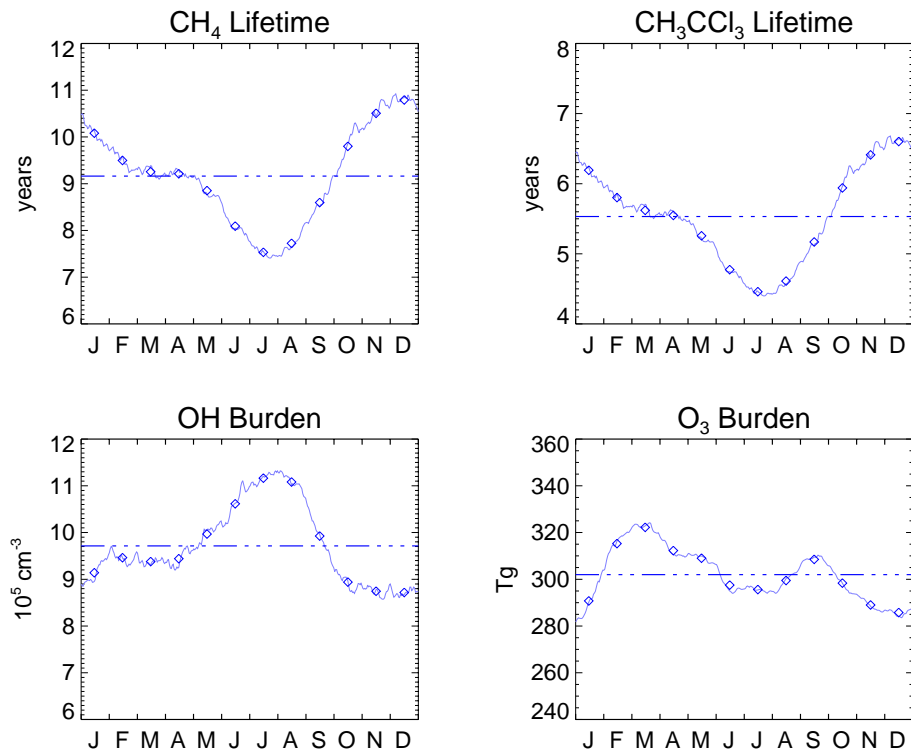 CH₄ Lifetime
12
11
10
9
8
7
6
years
J F M A M J J A S O N D
CH₃CCl₃ Lifetime
8
7
6
5
4
years
J F M A M J J A S O N D
OH Burden
12
11
10
9
8
7
6
10⁵ cm⁻³
J F M A M J J A S O N D
O₃ Burden
360
340
320
300
280
260
240
Tg
J F M A M J J A S O N D